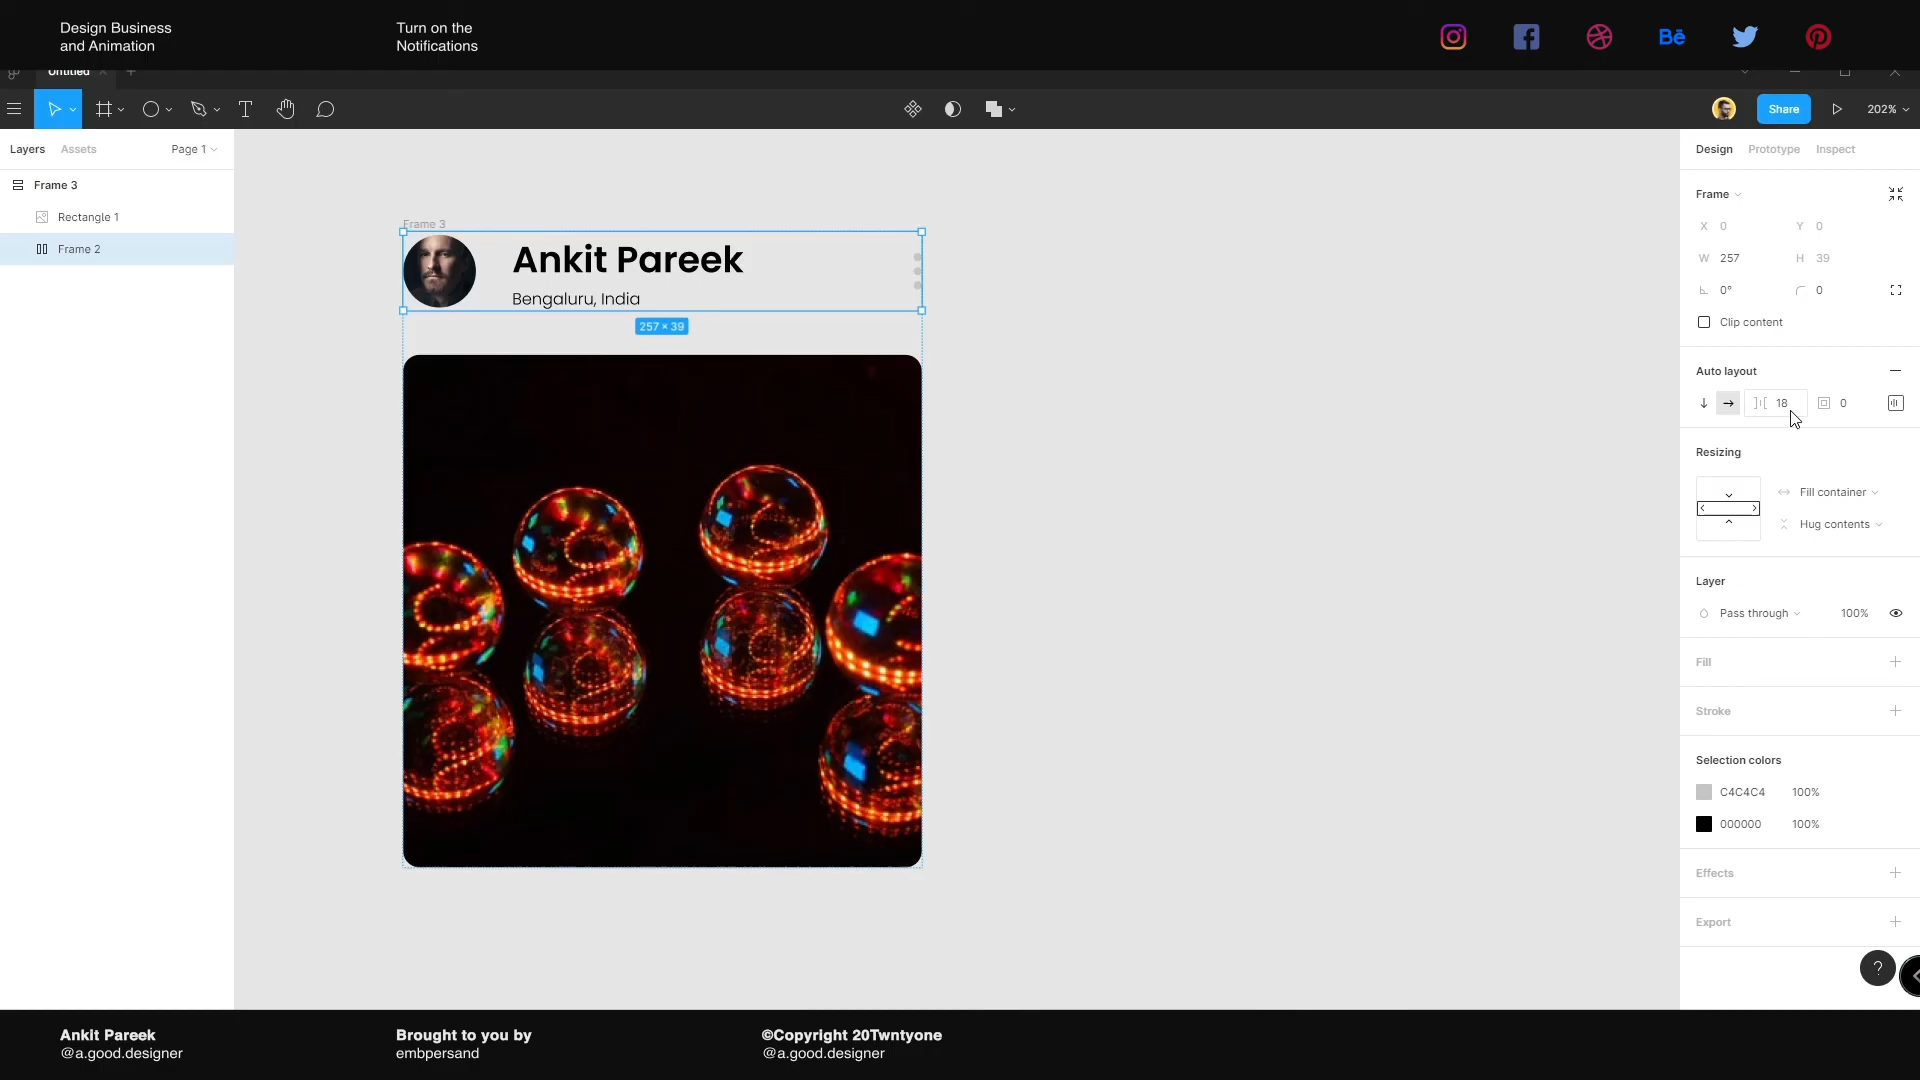 Design Business
and Animation
Turn on the
Notifications
Bē
Untitled
Share
202%
Layers
Assets
Page 1
Frame 3
Rectangle 1
Frame 2
Frame 3
Ankit Pareek
Bengaluru, India
257 × 39
Design
Prototype
Inspect
Frame
X 0
Y 0
W 257
H 39
0°
0
Clip content
Auto layout
18
0
Resizing
Fill container
Hug contents
Layer
Pass through
100%
Fill
Stroke
Selection colors
C4C4C4 100%
000000 100%
Effects
Export
?
Ankit Pareek
@a.good.designer
Brought to you by
embpersand
©Copyright 20Twntyone
@a.good.designer